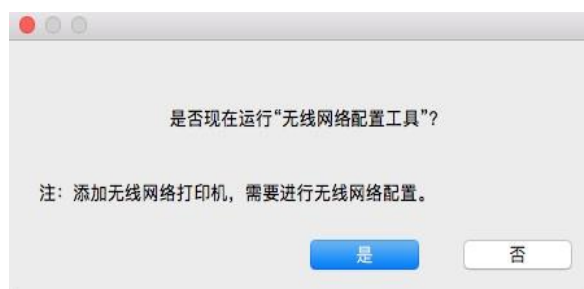 是否现在运行“无线网络配置工具”?
注：添加无线网络打印机，需要进行无线网络配置。
是
否